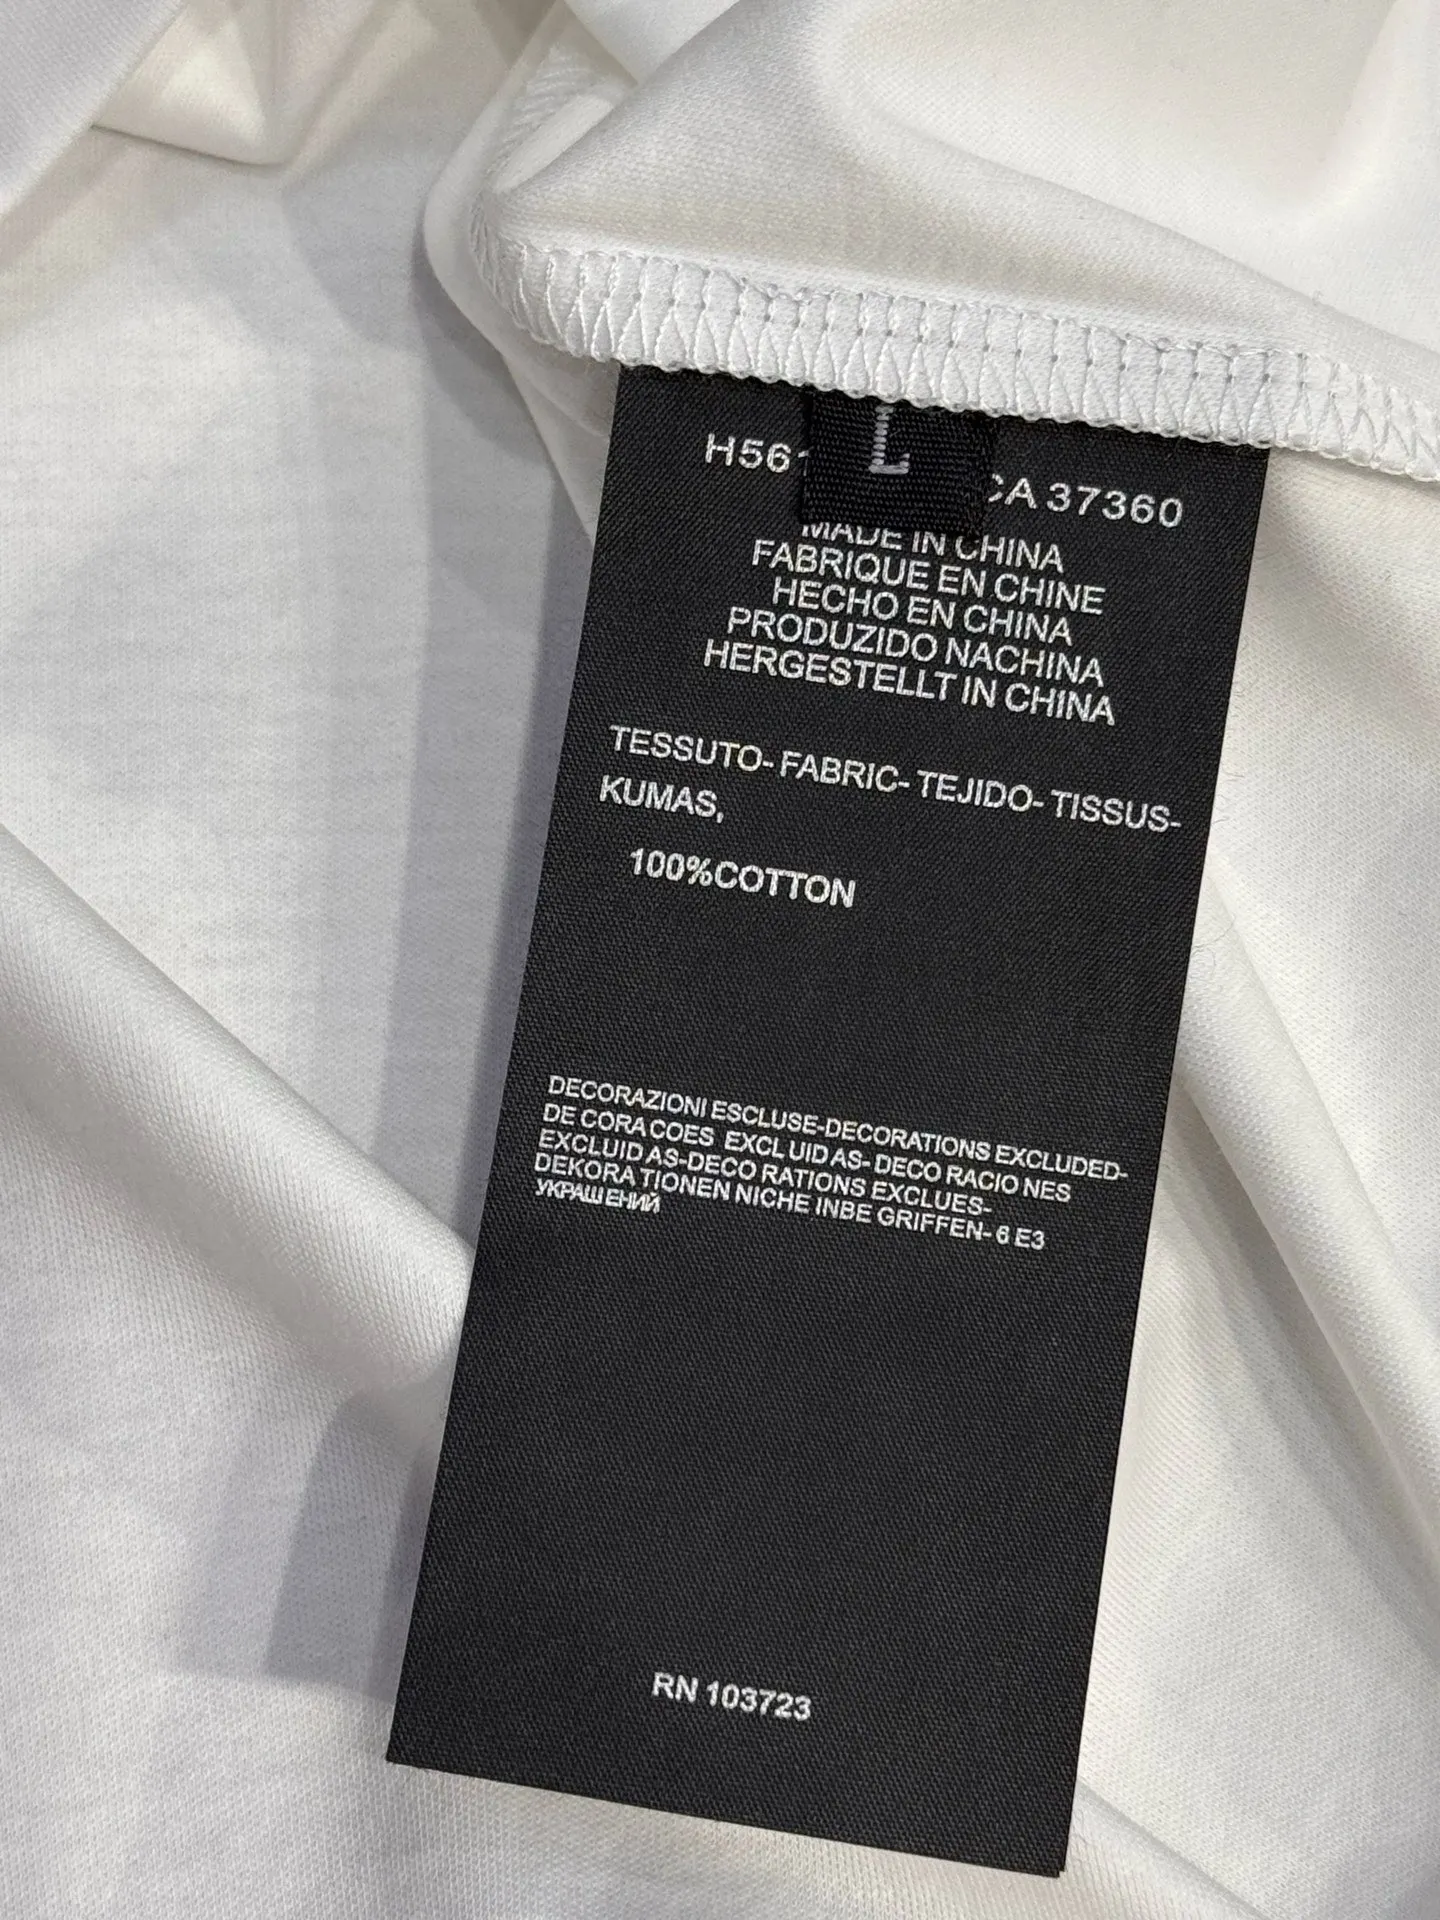 L
CA 37360
MADE IN CHINA
FABRIQUE EN CHINE
HECHO EN CHINA
PRODUZIDO NACHINA
HERGESTELLT IN CHINA
TESSUTO- FABRIC- TEJIDO- TISSUS-
KUMAS,
100%COTTON
DECORAZIONI ESCLUSE-DECORATIONS EXCLUDED-
DE CORA COES EXCL UID AS- DECO RACIO NES
EXCLUID AS-DECO RATIONS EXCLUES-
DEKORA TIONEN NICHE INBE GRIFFEN- 6 E3
УКРАШ ЕНИЙ
RN 103723